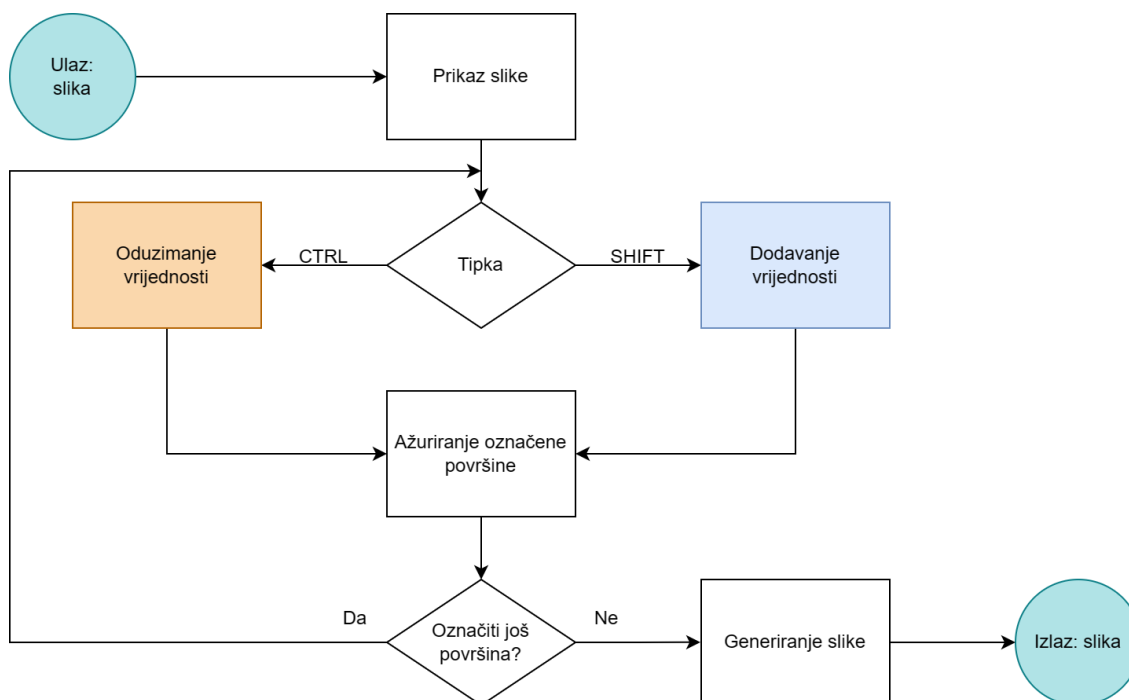 Ulaz:
slika
Prikaz slike
Oduzimanje
vrijednosti
CTRL
Tipka
SHIFT
Dodavanje
vrijednosti
Ažuriranje označene
površine
Da
Označiti još
površina?
Ne
Generiranje slike
Izlaz: slika